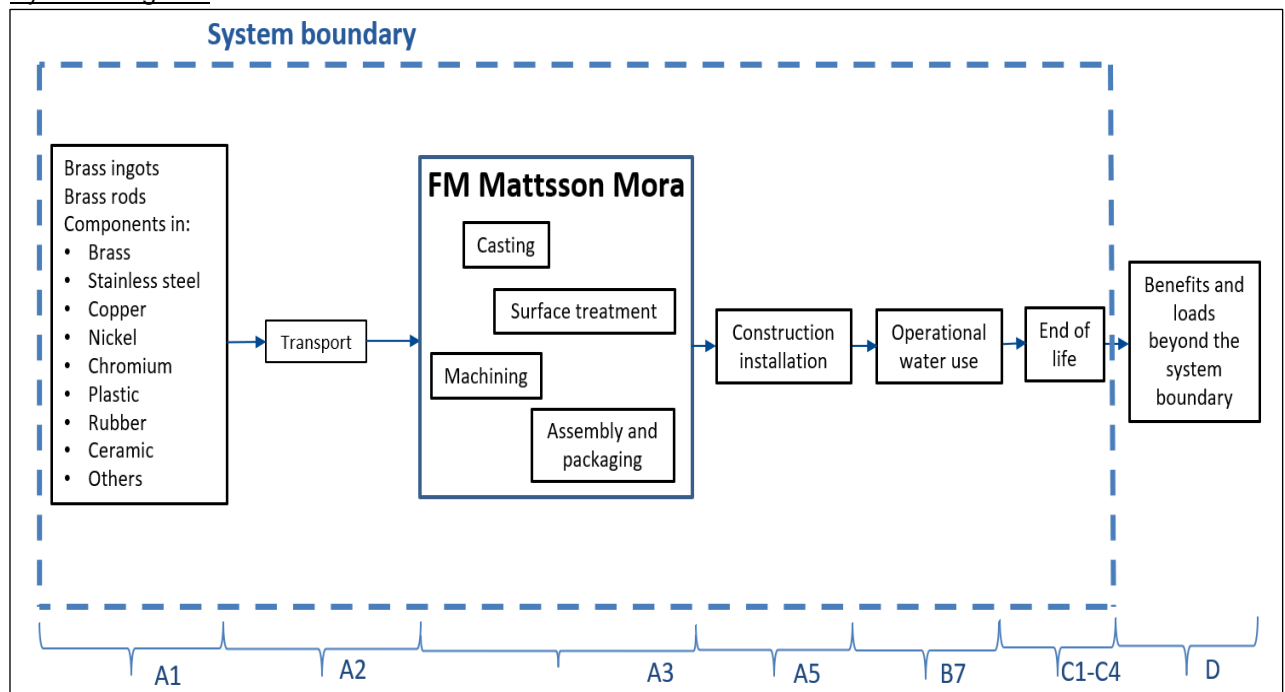 System boundary
Brass ingots
Brass rods
Components in:
• Brass
• Stainless steel
• Copper
• Nickel
• Chromium
• Plastic
• Rubber
• Ceramic
• Others
Transport
FM Mattsson Mora
Casting
Surface treatment
Machining
Assembly and
packaging
Construction
installation
Operational
water use
End of
life
Benefits and
loads
beyond the
system
boundary
A1
A2
A3
A5
B7
C1-C4
D